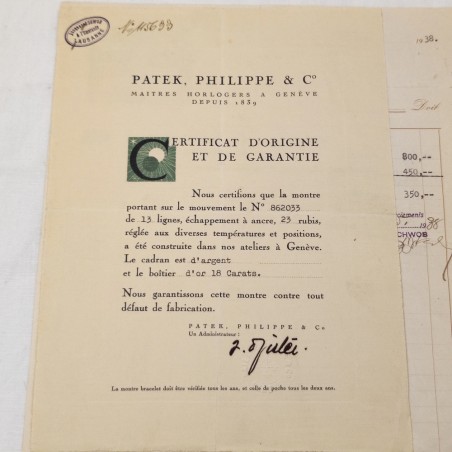 LAUSANNE
PATEK, PHILIPPE & Cº
MAITRES HORLOGERS A GENÈVE
DEPUIS 1839
CERTIFICAT D'ORIGINE
ET DE GARANTIE
Nous certifions que la montre
portant sur le mouvement le Nº 862033
de 13 lignes, échappement à ancre, 23 rubis,
réglée aux diverses températures et positions,
a été construite dans nos ateliers à Genève.
Le cadran est d'argent
et le boîtier d'or 18 Carats.
Nous garantissons cette montre contre tout
défaut de fabrication.
PATEK, PHILIPPE & Cº
Un Administrateur:
La montre bracelet doit être vérifiée tous les ans, et celle de poche tous les deux ans.
1938.
Doit
800,--
450,--
350,--